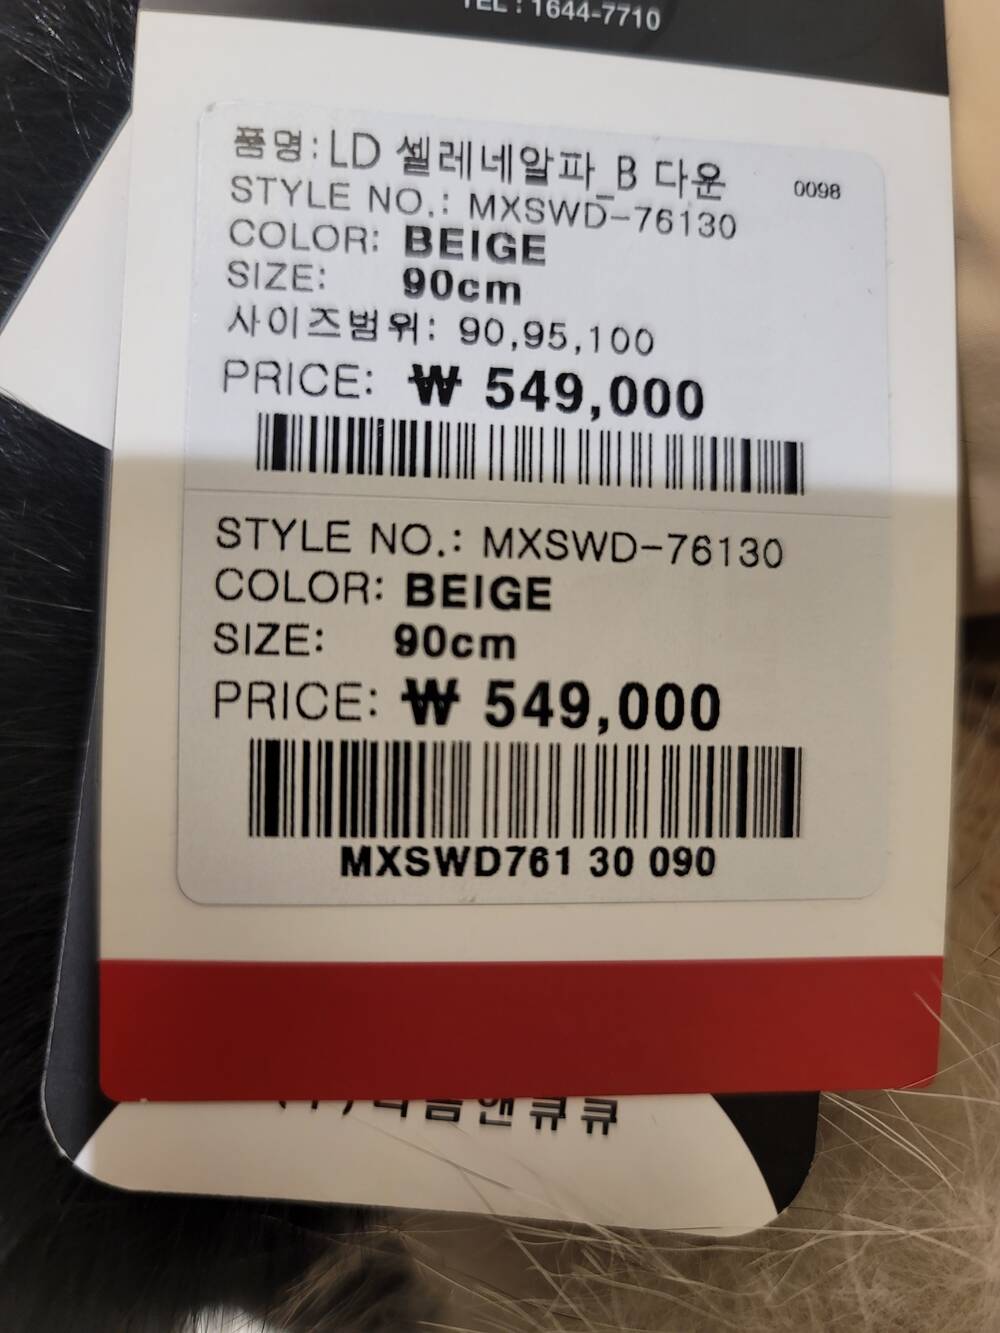 TEL : 1644-7710
품명:LD 셀레네알파_B 다운 0098
STYLE NO.: MXSWD-76130
COLOR: BEIGE
SIZE: 90cm
사이즈범위: 90,95,100
PRICE: ₩ 549,000
STYLE NO.: MXSWD-76130
COLOR: BEIGE
SIZE: 90cm
PRICE: ₩ 549,000
MXSWD761 30 090